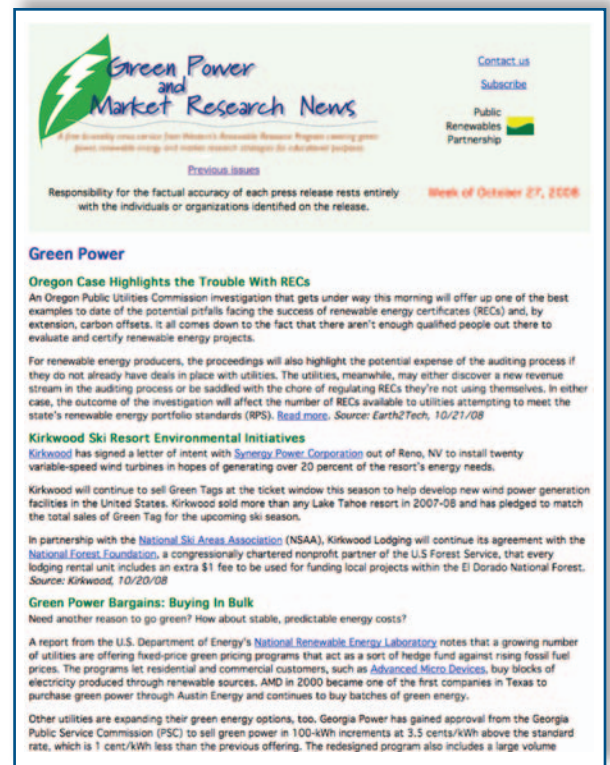 Green Power
and
Market Research News
Contact us
Subscribe
Public
Renewables
Partnership
A free bi-weekly news service from Western's Renewable Resource Program covering green
power, renewable energy and market research strategies for educational purposes
Previous issues
Responsibility for the factual accuracy of each press release rests entirely
with the individuals or organizations identified on the release.
Week of October 27, 2008
Green Power
Oregon Case Highlights the Trouble With RECs
An Oregon Public Utilities Commission investigation that gets under way this morning will offer up one of the best
examples to date of the potential pitfalls facing the success of renewable energy certificates (RECs) and, by
extension, carbon offsets. It all comes down to the fact that there aren't enough qualified people out there to
evaluate and certify renewable energy projects.
For renewable energy producers, the proceedings will also highlight the potential expense of the auditing process if
they do not already have deals in place with utilities. The utilities, meanwhile, may either discover a new revenue
stream in the auditing process or be saddled with the chore of regulating RECs they're not using themselves. In either
case, the outcome of the investigation will affect the number of RECs available to utilities attempting to meet the
state's renewable energy portfolio standards (RPS). Read more. Source: Earth2Tech, 10/21/08
Kirkwood Ski Resort Environmental Initiatives
Kirkwood has signed a letter of intent with Synergy Power Corporation out of Reno, NV to install twenty
variable-speed wind turbines in hopes of generating over 20 percent of the resort's energy needs.
Kirkwood will continue to sell Green Tags at the ticket window this season to help develop new wind power generation
facilities in the United States. Kirkwood sold more than any Lake Tahoe resort in 2007-08 and has pledged to match
the total sales of Green Tag for the upcoming ski season.
In partnership with the National Ski Areas Association (NSAA), Kirkwood Lodging will continue its agreement with the
National Forest Foundation, a congressionally chartered nonprofit partner of the U.S Forest Service, that every
lodging rental unit includes an extra $1 fee to be used for funding local projects within the El Dorado National Forest.
Source: Kirkwood, 10/20/08
Green Power Bargains: Buying In Bulk
Need another reason to go green? How about stable, predictable energy costs?
A report from the U.S. Department of Energy's National Renewable Energy Laboratory notes that a growing number
of utilities are offering fixed-price green pricing programs that act as a sort of hedge fund against rising fossil fuel
prices. The programs let residential and commercial customers, such as Advanced Micro Devices, buy blocks of
electricity produced through renewable sources. AMD in 2000 became one of the first companies in Texas to
purchase green power through Austin Energy and continues to buy batches of green energy.
Other utilities are expanding their green energy options, too. Georgia Power has gained approval from the Georgia
Public Service Commission (PSC) to sell green power in 100-kWh increments at 3.5 cents/kWh above the standard
rate, which is 1 cent/kWh less than the previous offering. The redesigned program also includes a large volume